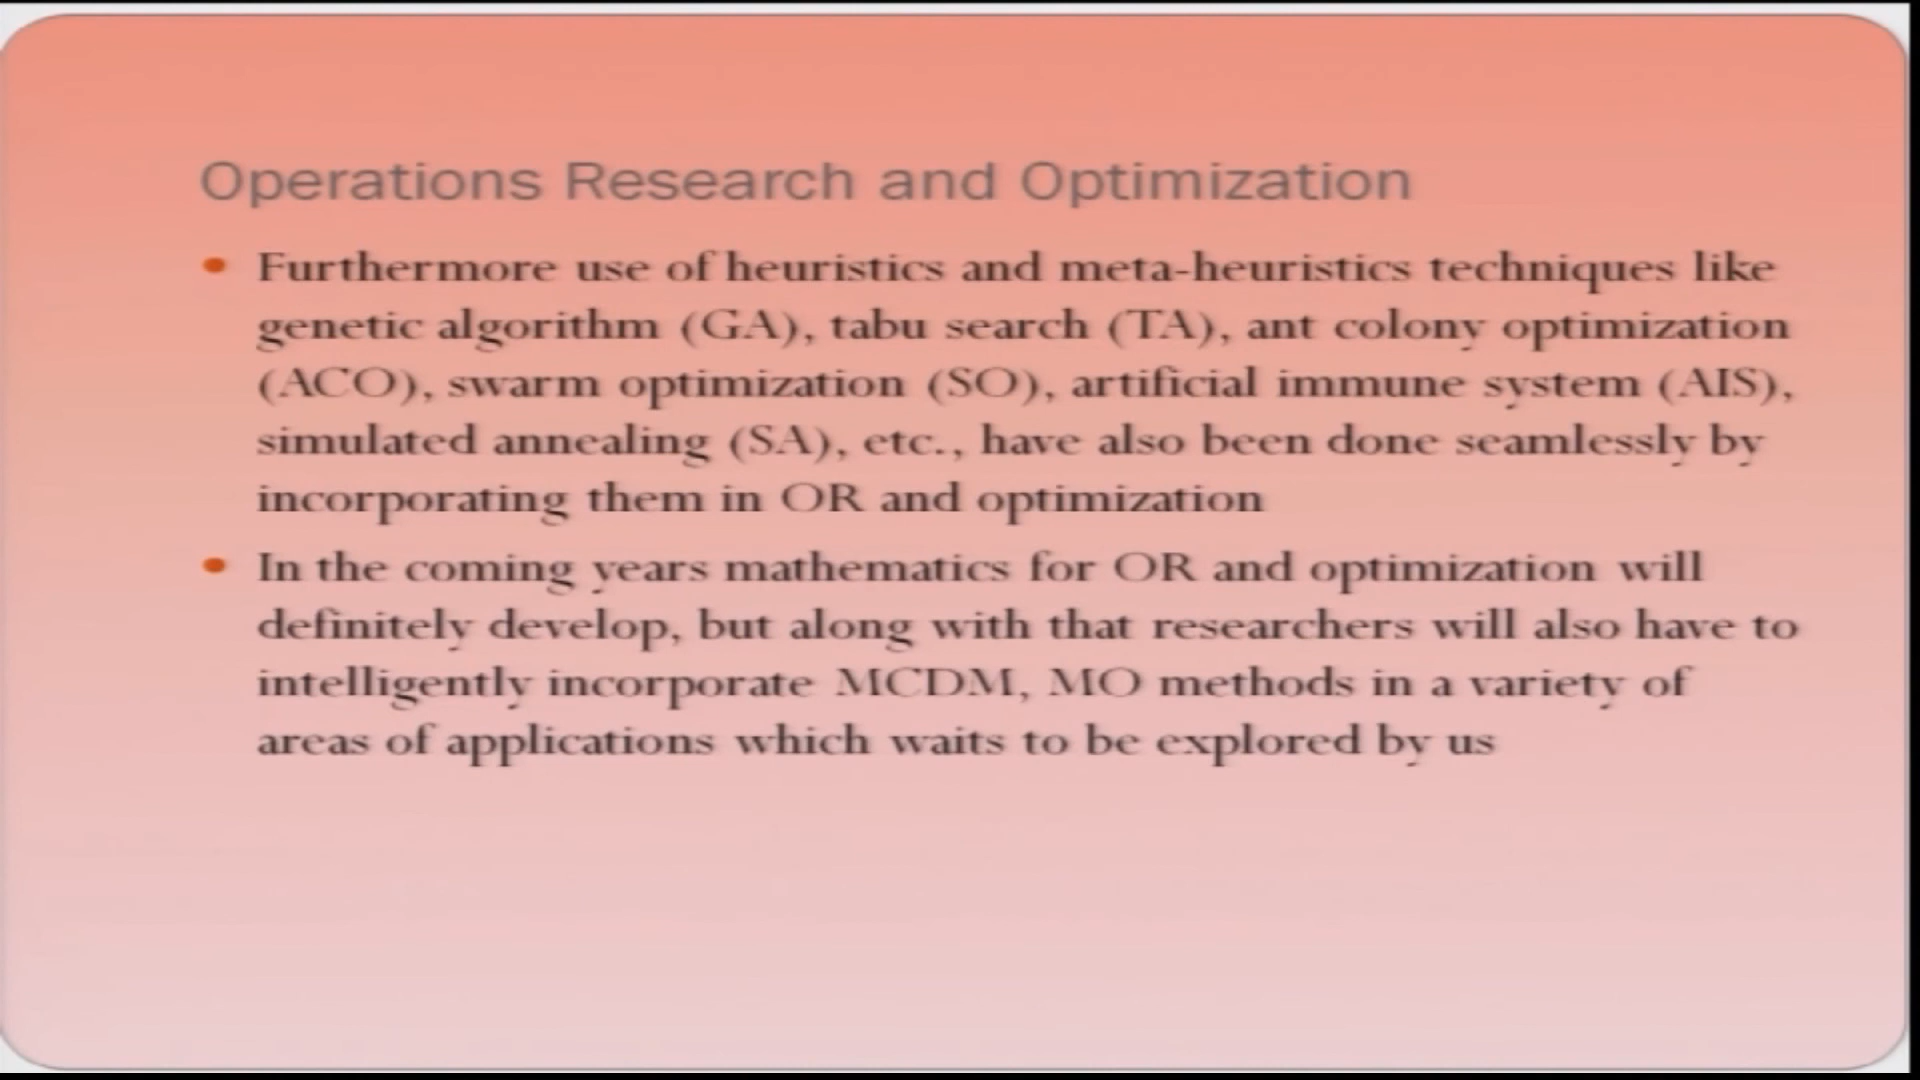 Operations Research and Optimization
• Furthermore use of heuristics and meta-heuristics techniques like
genetic algorithm (GA), tabu search (TA), ant colony optimization
(ACO), swarm optimization (SO), artificial immune system (AIS),
simulated annealing (SA), etc., have also been done seamlessly by
incorporating them in OR and optimization
• In the coming years mathematics for OR and optimization will
definitely develop, but along with that researchers will also have to
intelligently incorporate MCDM, MO methods in a variety of
areas of applications which waits to be explored by us